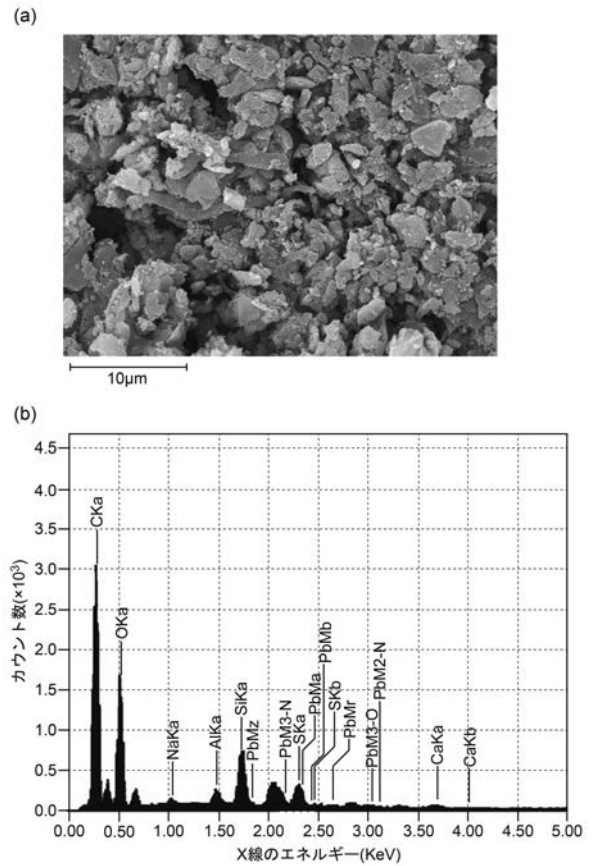 (a)
10μm
(b)
カウント数(×10³)
4.5
4.0
3.5
3.0
2.5
2.0
1.5
1.0
0.5
0.0
CKa
OKa
NaKa
AlKa
SiKa
PbMz
PbM3-N
SKa
PbMa
PbMb
SKb
PbMr
PbM3-O
PbM2-N
CaKa
CaKb
0.00 0.50 1.00 1.50 2.00 2.50 3.00 3.50 4.00 4.50 5.00
X線のエネルギー(KeV)